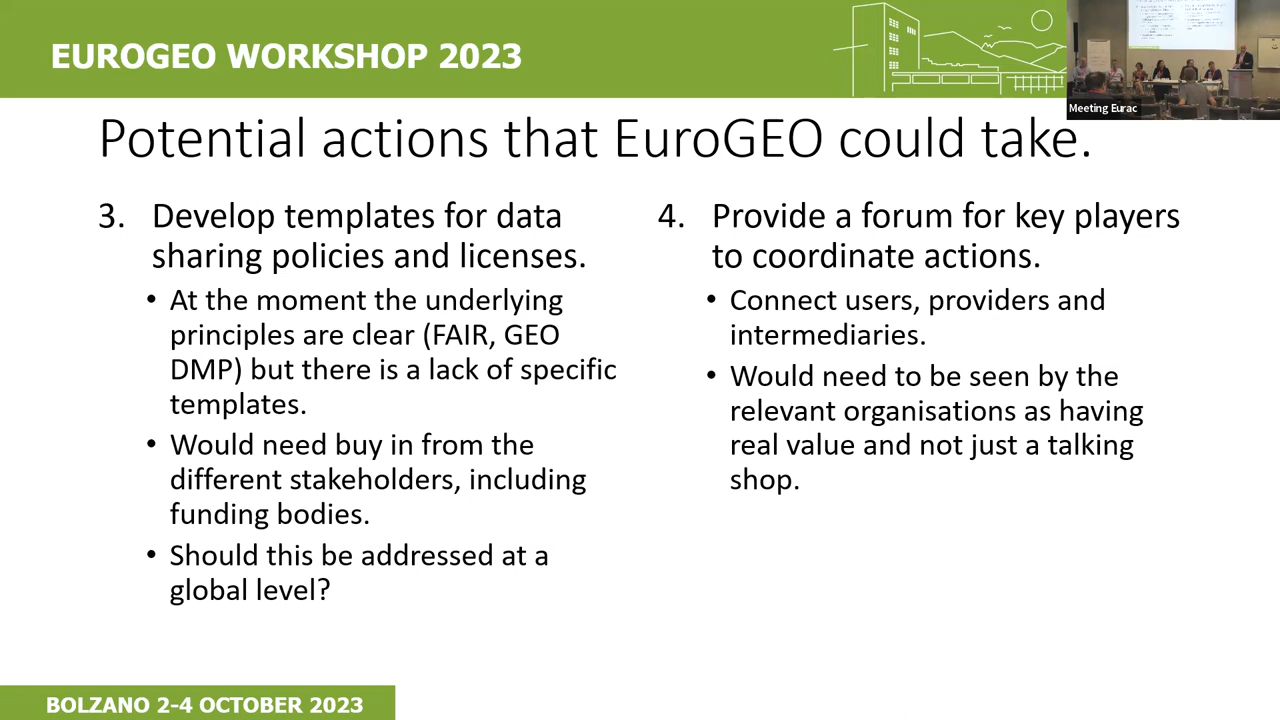 EUROGEO WORKSHOP 2023
Meeting Eurac
Potential actions that EuroGEO could take.
3. Develop templates for data
sharing policies and licenses.
• At the moment the underlying
principles are clear (FAIR, GEO
DMP) but there is a lack of specific
templates.
• Would need buy in from the
different stakeholders, including
funding bodies.
• Should this be addressed at a
global level?
4. Provide a forum for key players
to coordinate actions.
• Connect users, providers and
intermediaries.
• Would need to be seen by the
relevant organisations as having
real value and not just a talking
shop.
BOLZANO 2-4 OCTOBER 2023